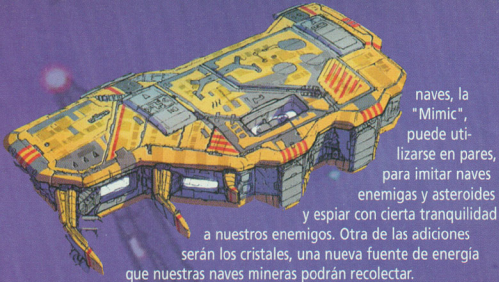 naves, la
"Mimic",
puede uti-
lizarse en pares,
para imitar naves
enemigas y asteroides
y espiar con cierta tranquilidad
a nuestros enemigos. Otra de las adiciones
serán los cristales, una nueva fuente de energía
que nuestras naves mineras podrán recolectar.